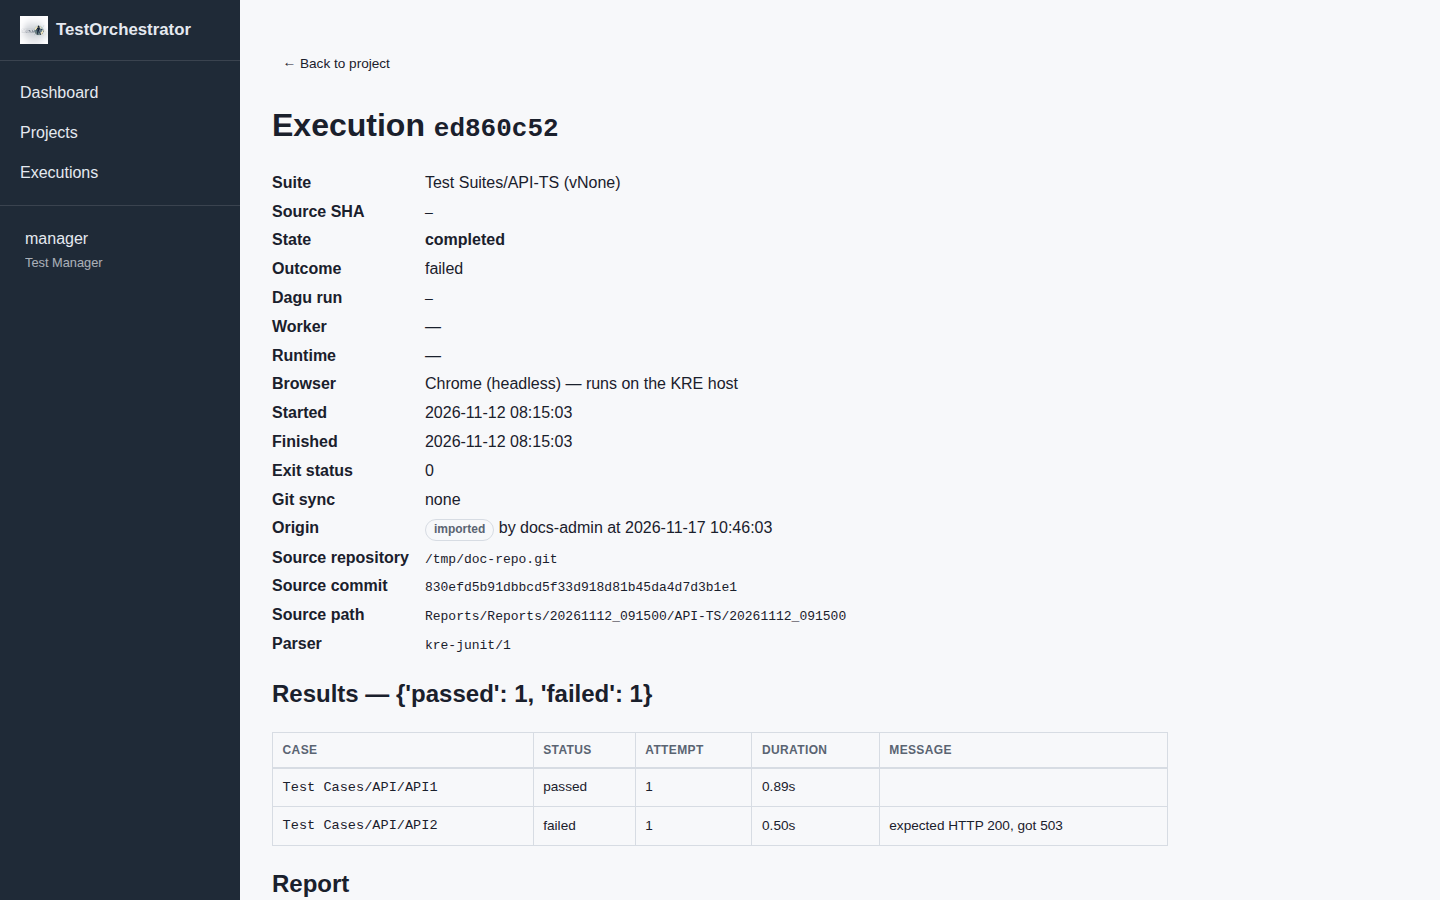 TestOrchestrator
Dashboard
Projects
Executions
manager
Test Manager
← Back to project
Execution ed860c52
Suite Test Suites/API-TS (vNone)
Source SHA –
State completed
Outcome failed
Dagu run –
Worker —
Runtime —
Browser Chrome (headless) — runs on the KRE host
Started 2026-11-12 08:15:03
Finished 2026-11-12 08:15:03
Exit status 0
Git sync none
Origin imported by docs-admin at 2026-11-17 10:46:03
Source repository /tmp/doc-repo.git
Source commit 830efd5b91dbbcd5f33d918d81b45da4d7d3b1e1
Source path Reports/Reports/20261112_091500/API-TS/20261112_091500
Parser kre-junit/1
Results — {'passed': 1, 'failed': 1}
CASE STATUS ATTEMPT DURATION MESSAGE
Test Cases/API/API1 passed 1 0.89s
Test Cases/API/API2 failed 1 0.50s expected HTTP 200, got 503
Report